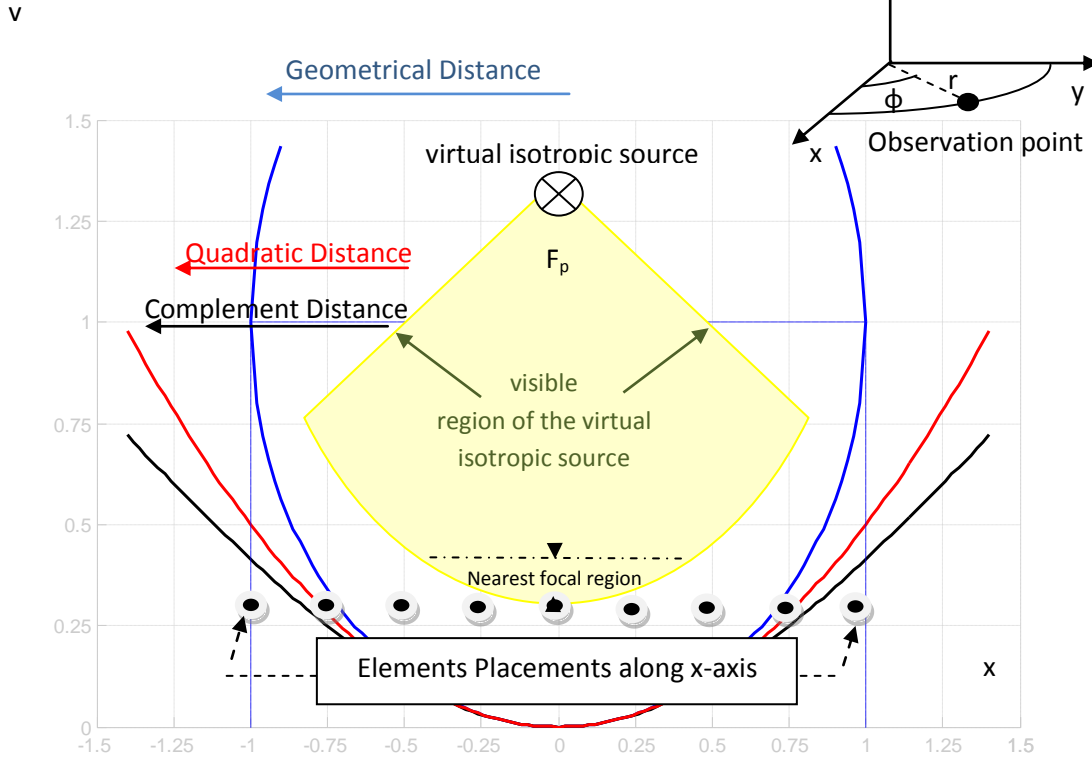 v
Geometrical Distance
r
ϕ
y
x
Observation point
1.5
virtual isotropic source
1.25
Quadratic Distance
Fp
Complement Distance
1
visible
region of the virtual
isotropic source
0.75
0.5
Nearest focal region
0.25
Elements Placements along x-axis
x
0
-1.5 -1.25 -1 -0.75 -0.5 -0.25 0 0.25 0.5 0.75 1 1.25 1.5